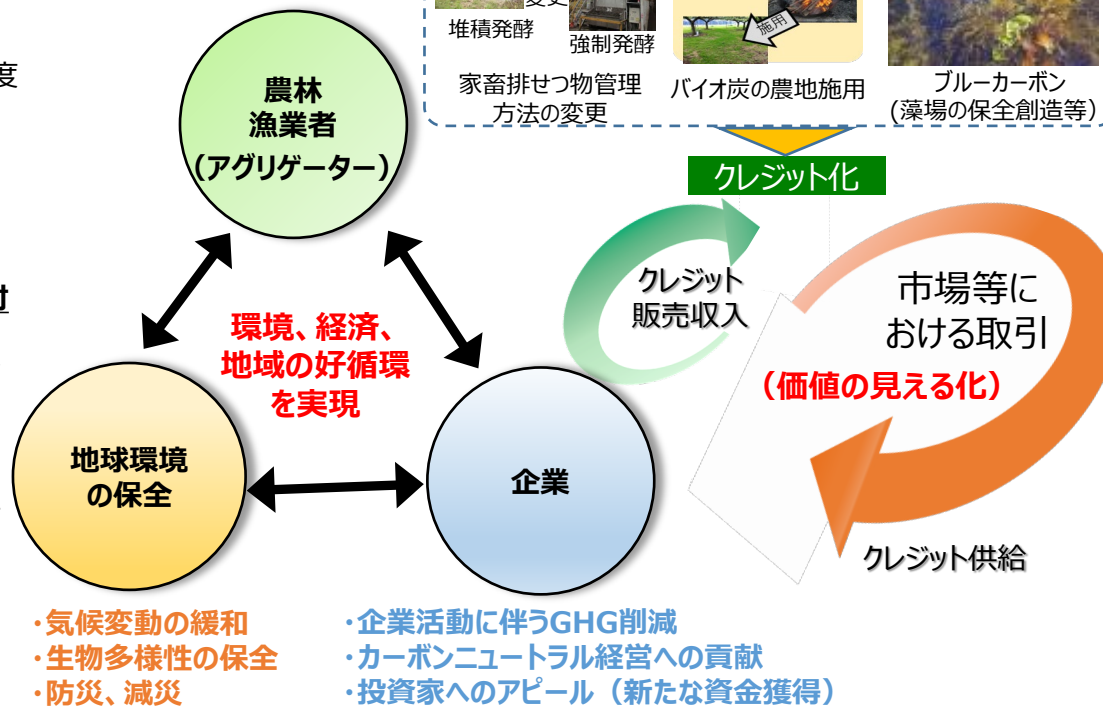 度
変更
堆積発酵
強制発酵
施用
家畜排せつ物管理
方法の変更
バイオ炭の農地施用
ブルーカーボン
(藻場の保全創造等)
農林
漁業者
(アグリゲーター)
クレジット化
クレジット
販売収入
市場等に
おける取引
(価値の見える化)
クレジット供給
環境、経済、
地域の好循環
を実現
地球環境
の保全
企業
・気候変動の緩和
・生物多様性の保全
・防災、減災
・企業活動に伴うGHG削減
・カーボンニュートラル経営への貢献
・投資家へのアピール(新たな資金獲得)